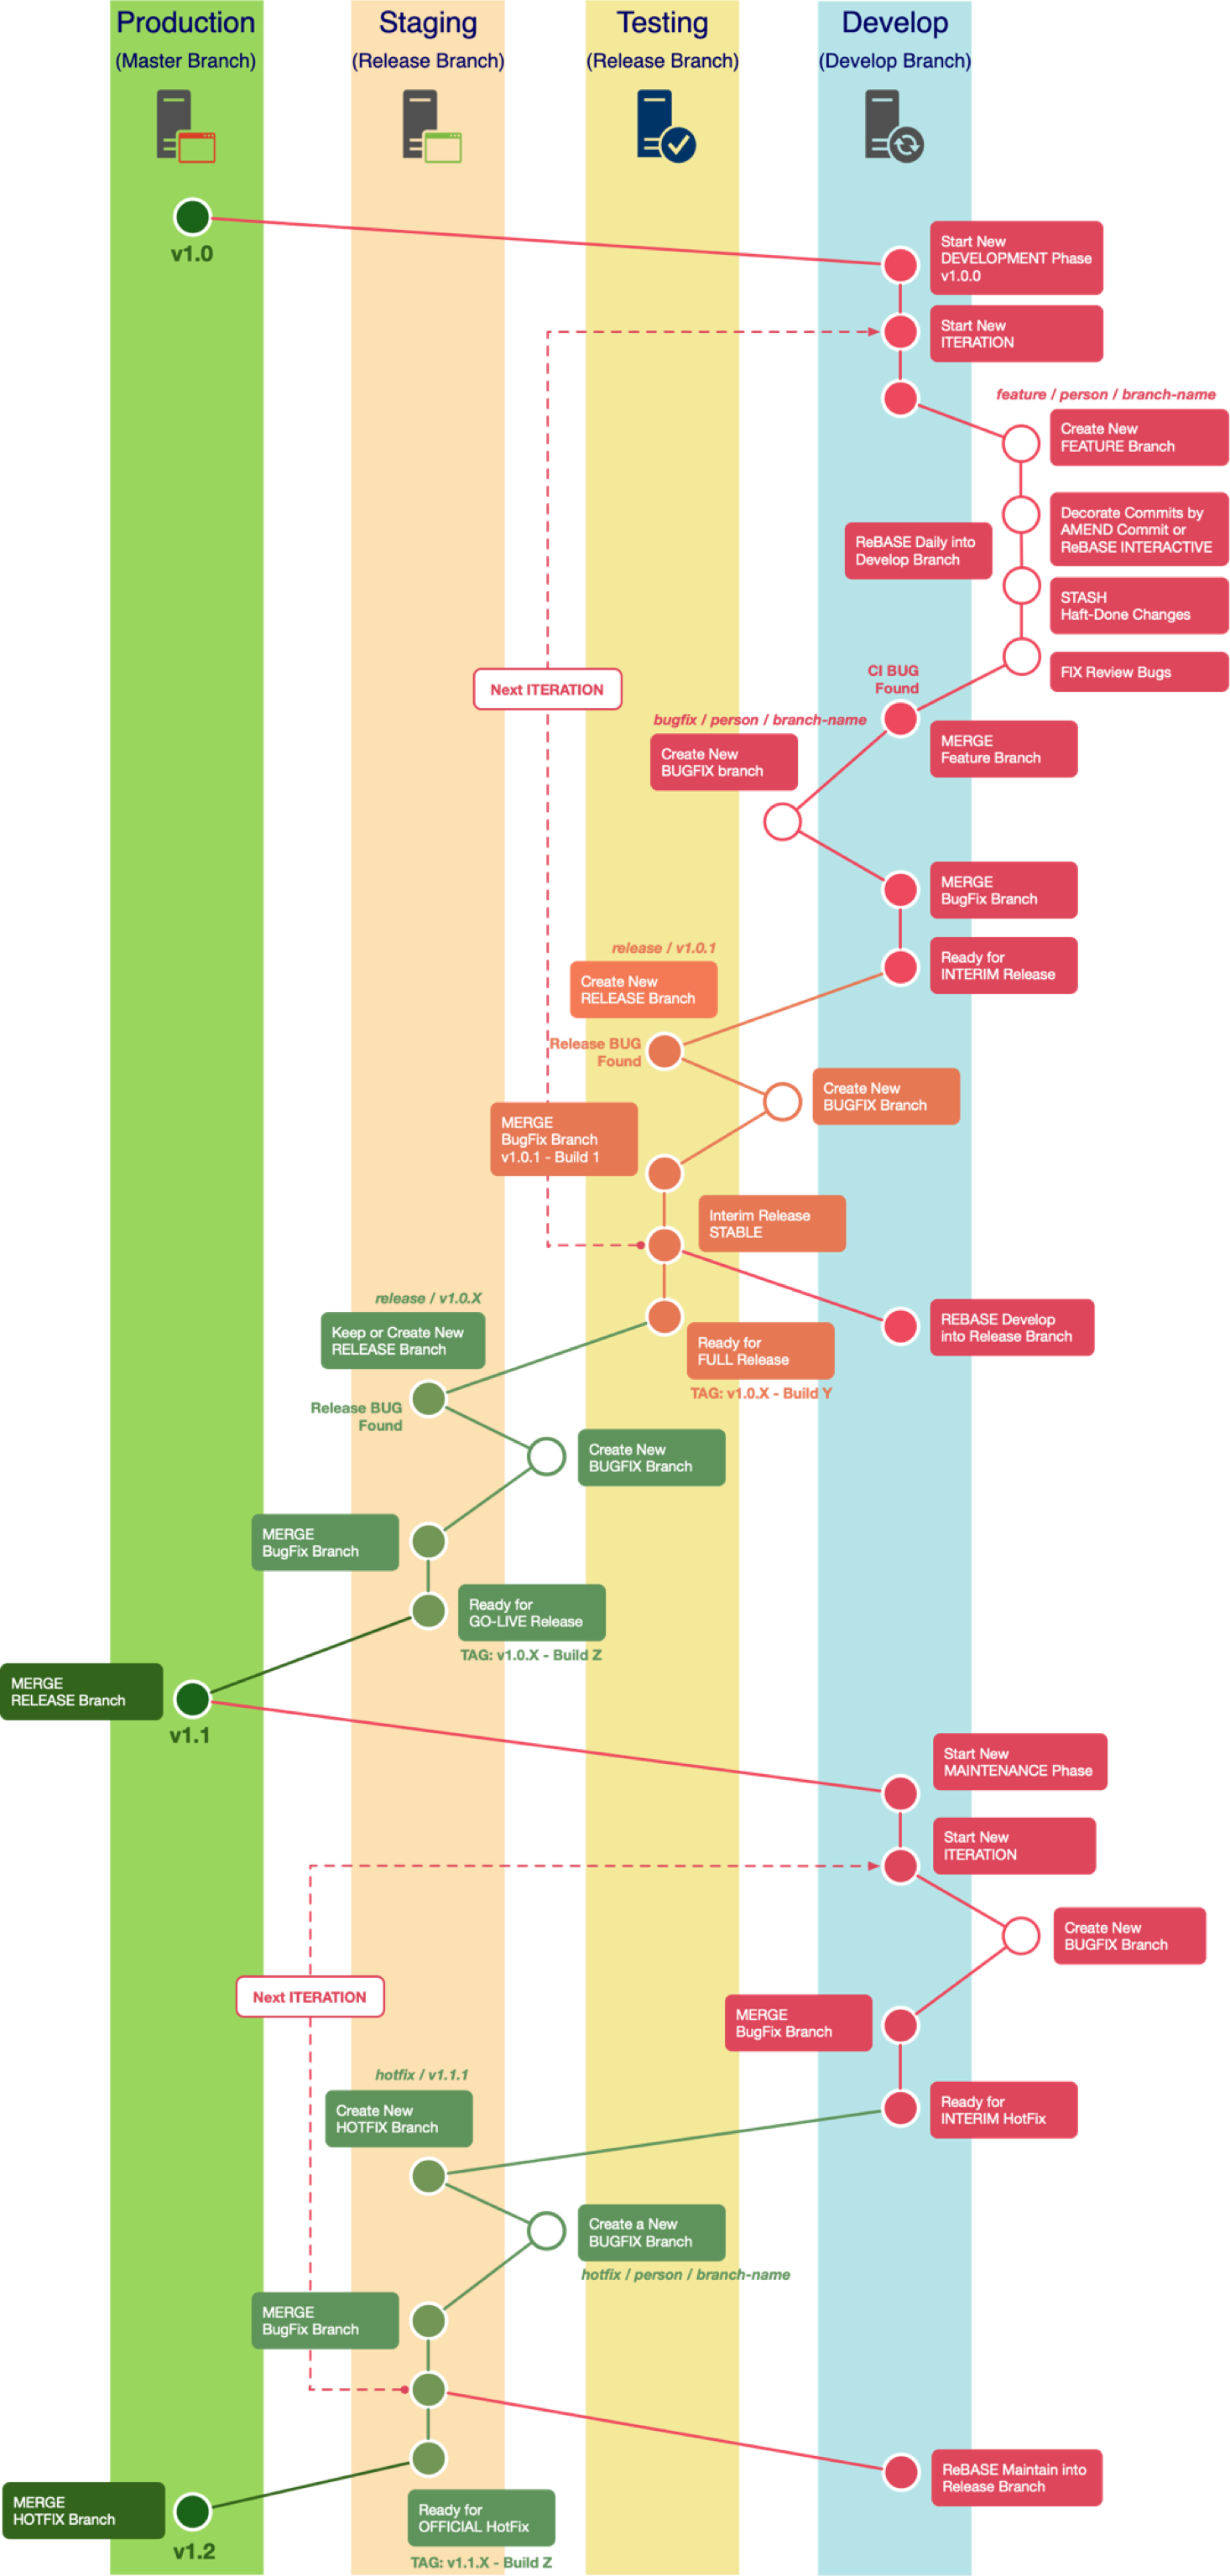 Production
(Master Branch)
Staging
(Release Branch)
Testing
(Release Branch)
Develop
(Develop Branch)
v1.0
Start New
DEVELOPMENT Phase
v1.0.0
Start New
ITERATION
feature / person / branch-name
Create New
FEATURE Branch
Decorate Commits by
AMEND Commit or
ReBASE INTERACTIVE
ReBASE Daily into
Develop Branch
STASH
Haft-Done Changes
FIX Review Bugs
CI BUG
Found
Next ITERATION
bugfix / person / branch-name
Create New
BUGFIX branch
MERGE
Feature Branch
MERGE
BugFix Branch
release / v1.0.1
Create New
RELEASE Branch
Ready for
INTERIM Release
Release BUG
Found
Create New
BUGFIX Branch
MERGE
BugFix Branch
v1.0.1 - Build 1
Interim Release
STABLE
release / v1.0.X
Keep or Create New
RELEASE Branch
REBASE Develop
into Release Branch
Ready for
FULL Release
TAG: v1.0.X - Build Y
Release BUG
Found
Create New
BUGFIX Branch
MERGE
BugFix Branch
Ready for
GO-LIVE Release
TAG: v1.0.X - Build Z
MERGE
RELEASE Branch
v1.1
Start New
MAINTENANCE Phase
Start New
ITERATION
Create New
BUGFIX Branch
Next ITERATION
MERGE
BugFix Branch
hotfix / v1.1.1
Create New
HOTFIX Branch
Ready for
INTERIM HotFix
Create a New
BUGFIX Branch
hotfix / person / branch-name
MERGE
BugFix Branch
ReBASE Maintain into
Release Branch
MERGE
HOTFIX Branch
v1.2
Ready for
OFFICIAL HotFix
TAG: v1.1.X - Build Z